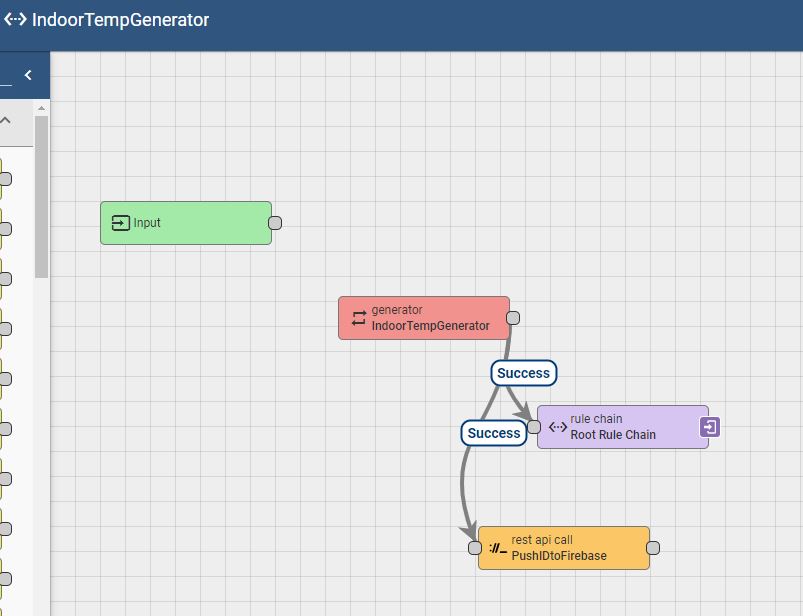 IndoorTempGenerator
Input
generator
IndoorTempGenerator
Success
rule chain
Root Rule Chain
Success
rest api call
PushIDtoFirebase